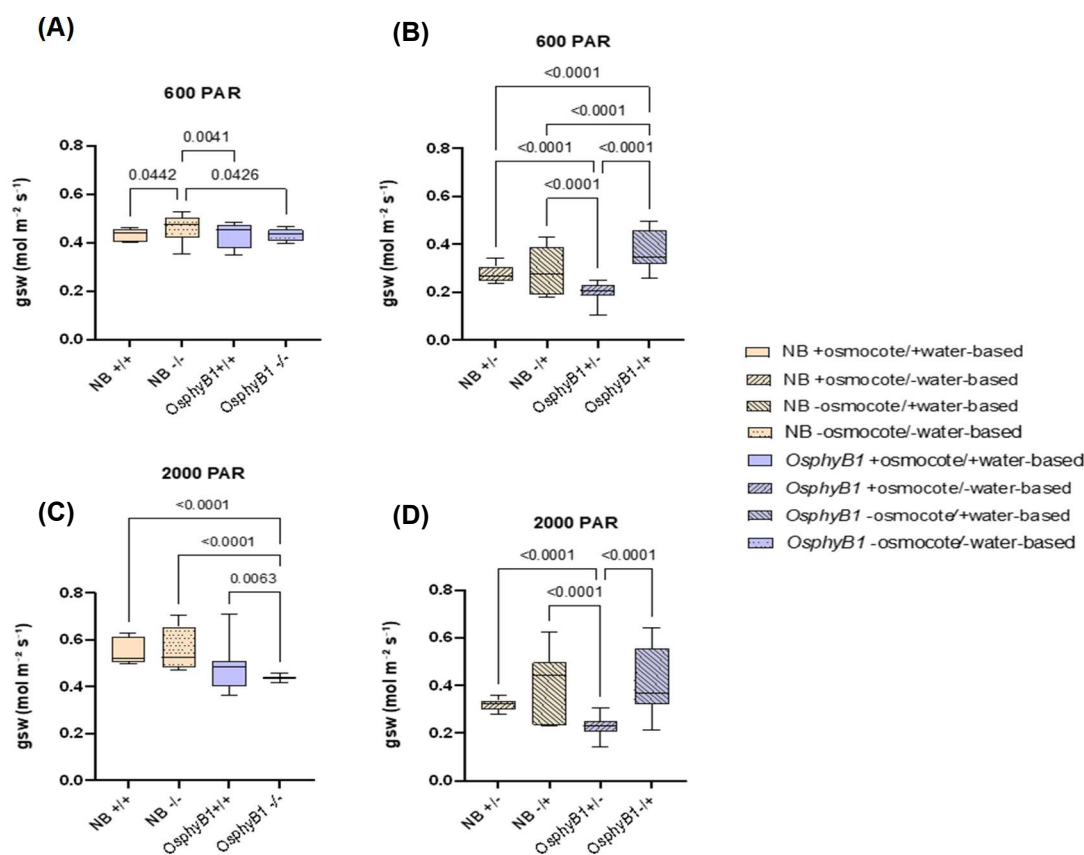 (A)
600 PAR
0.0041
0.0442
0.0426
0.8
0.6
0.4
0.2
0.0
gsw (mol m⁻² s⁻¹)
NB +/+
NB -/-
OsphyB1+/+
OsphyB1 -/-
(B)
600 PAR
<0.0001
<0.0001
<0.0001
<0.0001
<0.0001
0.8
0.6
0.4
0.2
0.0
gsw (mol m⁻² s⁻¹)
NB +/-
NB -/+
OsphyB1+/-
OsphyB1-/+
NB +osmocote/+water-based
NB +osmocote/-water-based
NB -osmocote/+water-based
NB -osmocote/-water-based
OsphyB1 +osmocote/+water-based
OsphyB1 +osmocote/-water-based
OsphyB1 -osmocote/+water-based
OsphyB1 -osmocote/-water-based
(C)
2000 PAR
<0.0001
<0.0001
0.0063
0.8
0.6
0.4
0.2
0.0
gsw (mol m⁻² s⁻¹)
NB +/+
NB -/-
OsphyB1+/+
OsphyB1 -/-
(D)
2000 PAR
<0.0001
<0.0001
<0.0001
0.8
0.6
0.4
0.2
0.0
gsw (mol m⁻² s⁻¹)
NB +/-
NB -/+
OsphyB1+/-
OsphyB1-/+